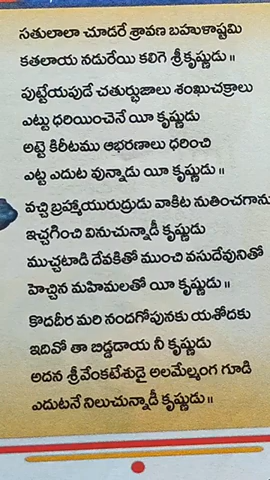 సతులాలా చూడరే శ్రావణ బహుళాష్టమి
కతలాయ నడురేయి కలిగె శ్రీకృష్ణుడు॥
పుట్టేయపుడే చతుర్భుజాలు శంఖుచక్రాలు
ఎట్టు ధరియించెనే యీ కృష్ణుడు
అట్టె కిరీటము ఆభరణాలు ధరించి
ఎట్ట ఎదుట వున్నాడు యీ కృష్ణుడు॥
వచ్చి బ్రహ్మాయురుద్రుడు వాకిట నుతించగాను
ఇచ్చగించి వినుచున్నాడీ కృష్ణుడు
ముచ్చటాడి దేవకితో ముంచి వసుదేవునితో
హెచ్చిన మహిమలతో యీ కృష్ణుడు॥
కొదదీర మరి నందగోపునకు యశోదకు
ఇదివో తా బిడ్డడాయ నీ కృష్ణుడు
అదన శ్రీవేంకటేశుడై అలమేల్మంగ గూడి
ఎదుటనే నిలుచున్నాడీ కృష్ణుడు॥